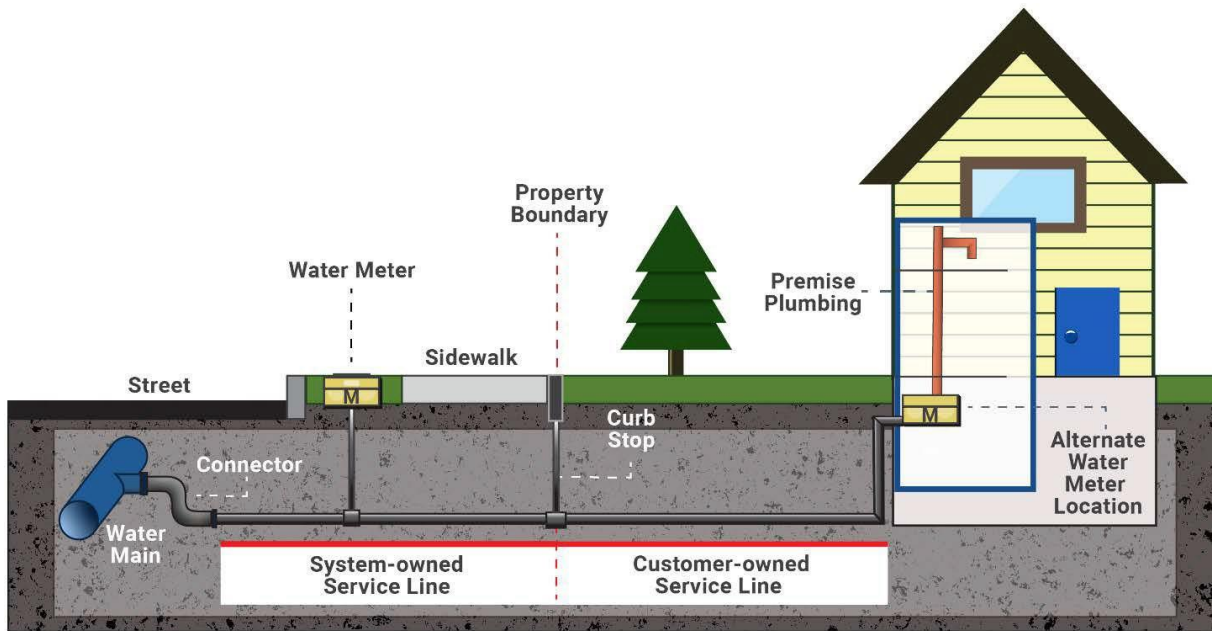 Property
Boundary
Water Meter
Premise
Plumbing
Sidewalk
Street
M
M
Curb
Stop
Alternate
Water
Meter
Location
Connector
Water
Main
System-owned
Service Line
Customer-owned
Service Line